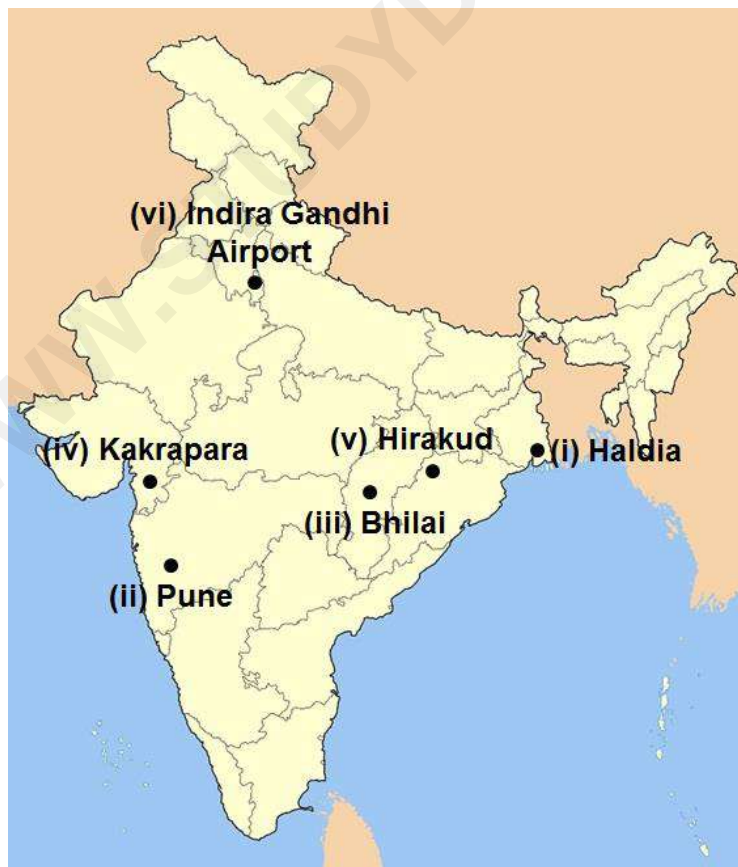 (vi) Indira Gandhi
Airport
(iv) Kakrapara
(v) Hirakud
(i) Haldia
(iii) Bhilai
(ii) Pune